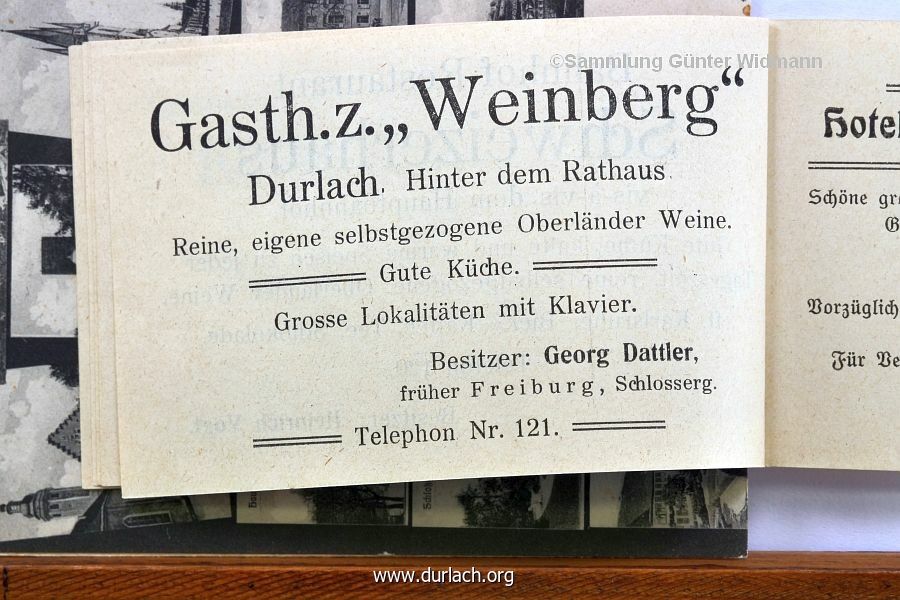 ©Sammlung Günter Widmann
Gasth.z. „Weinberg“
Durlach. Hinter dem Rathaus.
Reine, eigene selbstgezogene Oberländer Weine.
Gute Küche.
Grosse Lokalitäten mit Klavier.
Besitzer: Georg Dattler,
früher Freiburg, Schlosserg.
Telephon Nr. 121.
Hotel
Schöne
Vorzüglich
Für
www.durlach.org